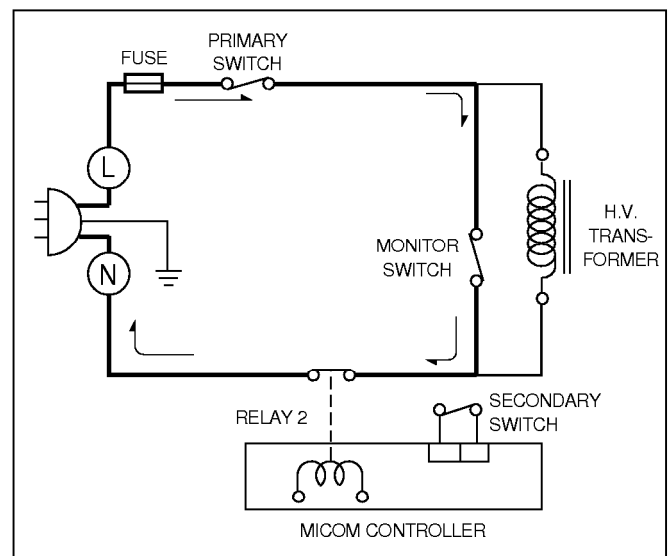 PRIMARY
SWITCH
FUSE
L
N
MONITOR
SWITCH
H.V.
TRANS-
FORMER
RELAY 2
SECONDARY
SWITCH
MICOM CONTROLLER